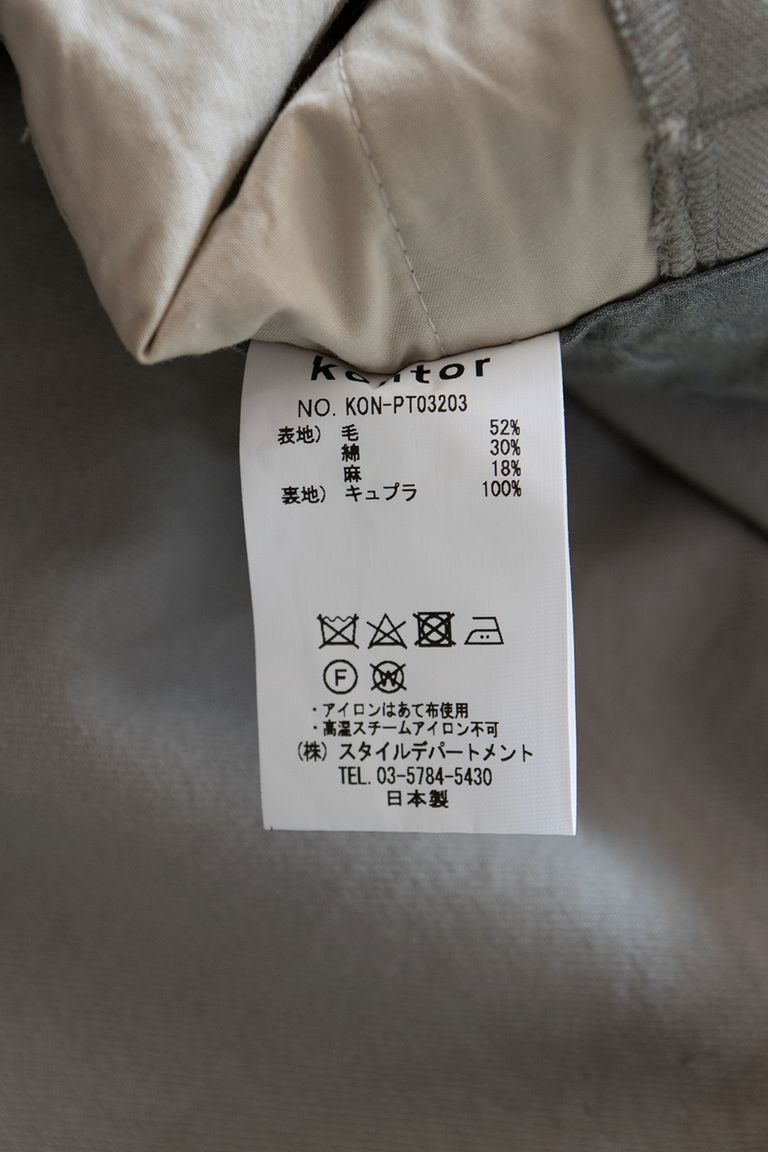 kontor
NO. KON-PT03203
表地) 毛 52%
綿 30%
麻 18%
裏地) キュプラ 100%
F W
・アイロンはあて布使用
・高温スチームアイロン不可
(株) スタイルデパートメント
TEL. 03-5784-5430
日本製